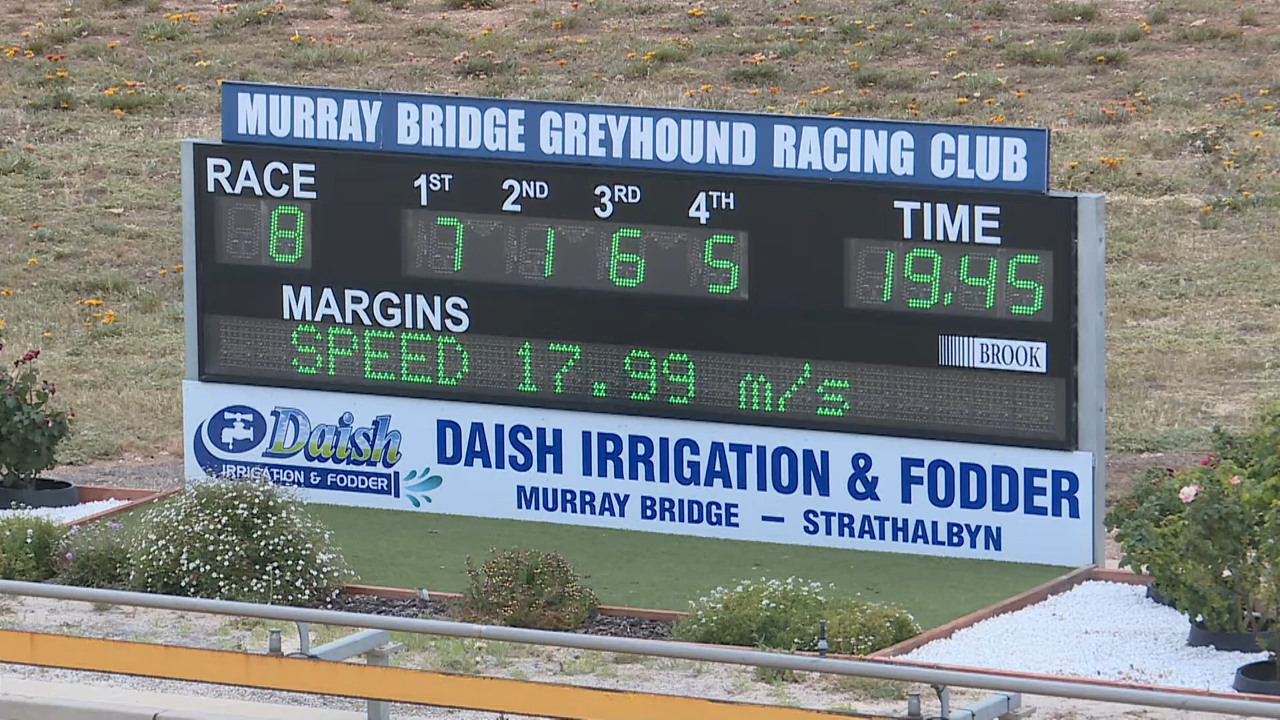 MURRAY BRIDGE GREYHOUND RACING CLUB
RACE 1ST 2ND 3RD 4TH TIME
8 7 1 6 5 19.45
MARGINS
SPEED 17.99 m/s
BROOK
Daish
IRRIGATION & FODDER
DAISH IRRIGATION & FODDER
MURRAY BRIDGE – STRATHALBYN